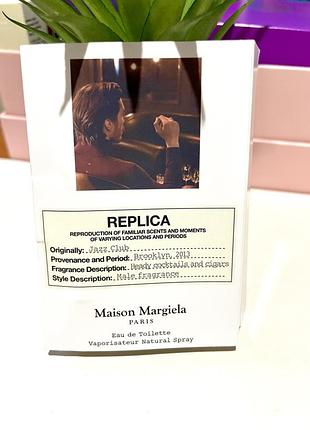 REPLICA
REPRODUCTION OF FAMILIAR SCENTS AND MOMENTS
OF VARYING LOCATIONS AND PERIODS
Originally: Jazz Club
Provenance and Period: Brooklyn, 2013
Fragrance Description: Heady cocktails and cigars
Style Description: Male fragrance
Maison Margiela
PARIS
Eau de Toilette
Vaporisateur Natural Spray